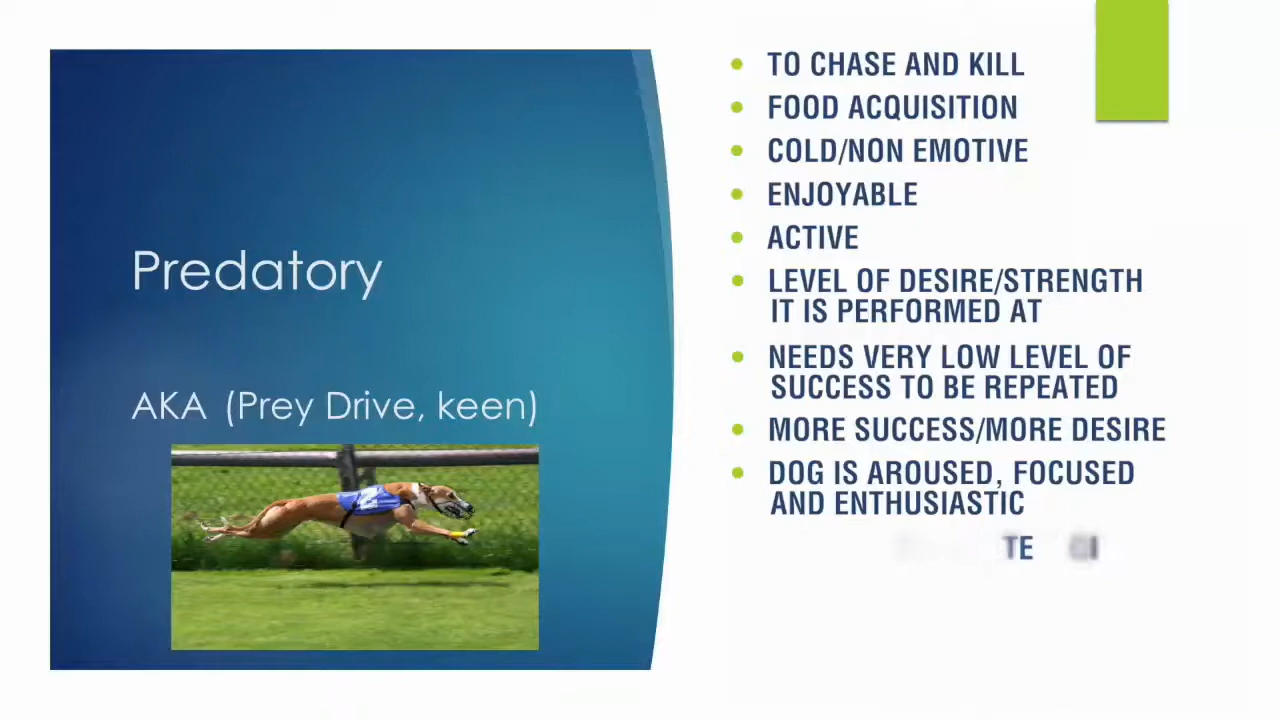 Predatory
AKA (Prey Drive, keen)
• TO CHASE AND KILL
• FOOD ACQUISITION
• COLD/NON EMOTIVE
• ENJOYABLE
• ACTIVE
• LEVEL OF DESIRE/STRENGTH
IT IS PERFORMED AT
• NEEDS VERY LOW LEVEL OF
SUCCESS TO BE REPEATED
• MORE SUCCESS/MORE DESIRE
• DOG IS AROUSED, FOCUSED
AND ENTHUSIASTIC